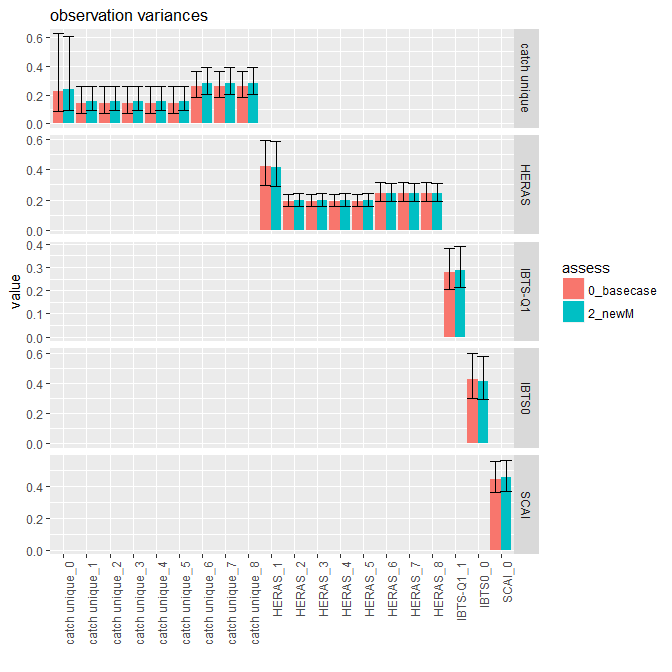 observation variances
0.6
0.4
0.2
0.0
catch unique
0.6
0.4
0.2
0.0
HERAS
0.4
0.3
0.2
0.1
0.0
IBTS-Q1
0.6
0.4
0.2
0.0
IBTS0
0.4
0.2
0.0
SCAI
value
catch unique_0
catch unique_1
catch unique_2
catch unique_3
catch unique_4
catch unique_5
catch unique_6
catch unique_7
catch unique_8
HERAS_1
HERAS_2
HERAS_3
HERAS_4
HERAS_5
HERAS_6
HERAS_7
HERAS_8
IBTS-Q1_1
IBTS0_0
SCAI_0
assess
0_basecase
2_newM